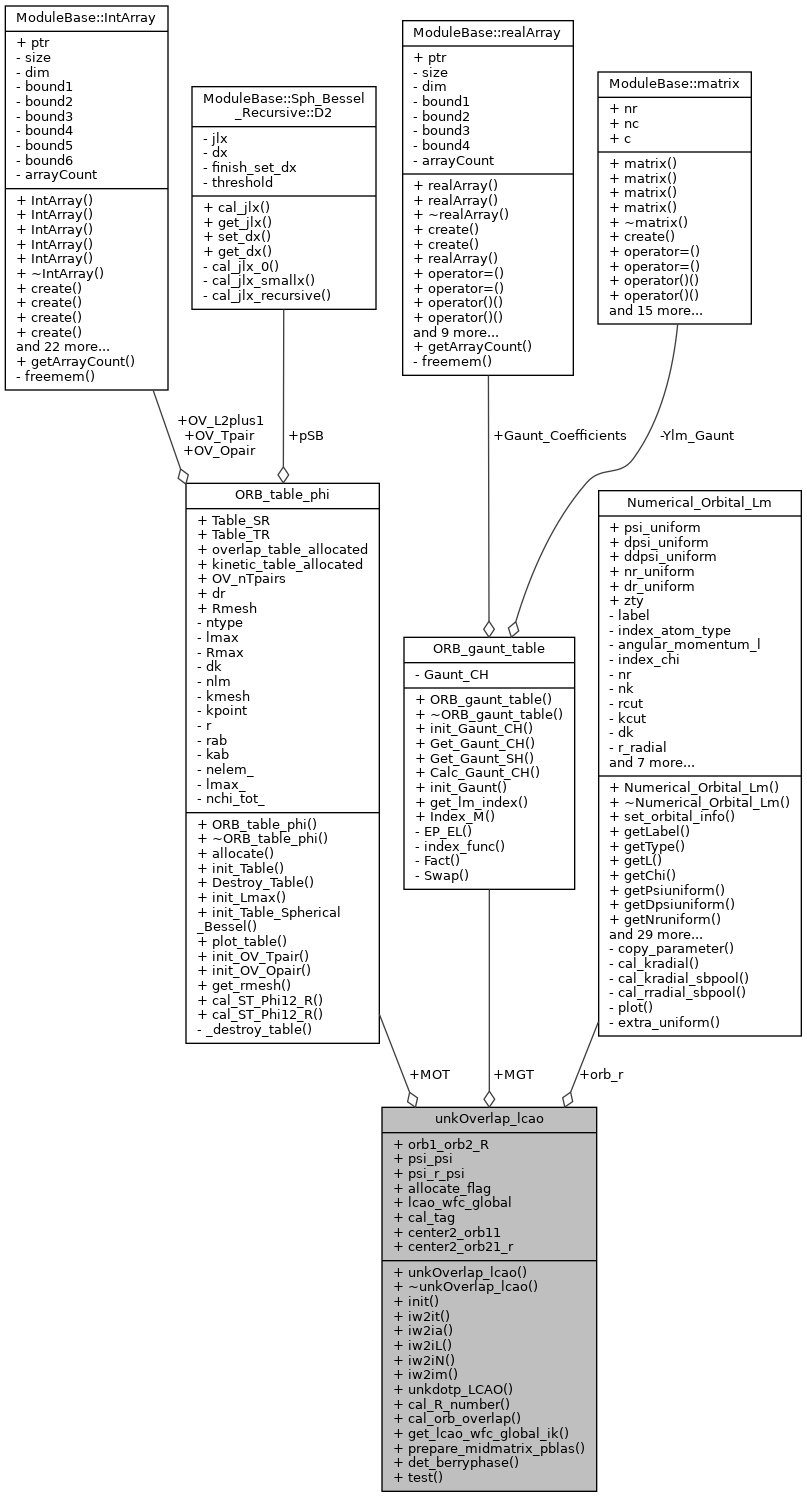 ModuleBase::IntArray
+ ptr
- size
- dim
- bound1
- bound2
- bound3
- bound4
- bound5
- bound6
- arrayCount
+ IntArray()
+ IntArray()
+ IntArray()
+ IntArray()
+ IntArray()
+ ~IntArray()
+ create()
+ create()
+ create()
+ create()
and 22 more...
+ getArrayCount()
- freemem()
ModuleBase::Sph_Bessel
_Recursive::D2
- jlx
- dx
- finish_set_dx
- threshold
+ cal_jlx()
+ get_jlx()
+ set_dx()
+ get_dx()
- cal_jlx_0()
- cal_jlx_smallx()
- cal_jlx_recursive()
ModuleBase::realArray
+ ptr
- size
- dim
- bound1
- bound2
- bound3
- bound4
- arrayCount
+ realArray()
+ realArray()
+ ~realArray()
+ create()
+ create()
+ realArray()
+ operator=()
+ operator=()
+ operator()()
+ operator()()
and 9 more...
+ getArrayCount()
- freemem()
ModuleBase::matrix
+ nr
+ nc
+ c
+ matrix()
+ matrix()
+ matrix()
+ matrix()
+ ~matrix()
+ create()
+ operator=()
+ operator=()
+ operator()()
+ operator()()
and 15 more...
+OV_L2plus1
+OV_Tpair
+OV_Opair
+pSB
+Gaunt_Coefficients
-Ylm_Gaunt
ORB_table_phi
+ Table_SR
+ Table_TR
+ overlap_table_allocated
+ kinetic_table_allocated
+ OV_nTpairs
+ dr
+ Rmesh
- ntype
- lmax
- Rmax
- dk
- nlm
- kmesh
- kpoint
- r
- rab
- kab
- nelem_
- lmax_
- nchi_tot_
+ ORB_table_phi()
+ ~ORB_table_phi()
+ allocate()
+ init_Table()
+ Destroy_Table()
+ init_Lmax()
+ init_Table_Spherical
_Bessel()
+ plot_table()
+ init_OV_Tpair()
+ init_OV_Opair()
+ get_rmesh()
+ cal_ST_Phi12_R()
+ cal_ST_Phi12_R()
- _destroy_table()
ORB_gaunt_table
- Gaunt_CH
+ ORB_gaunt_table()
+ ~ORB_gaunt_table()
+ init_Gaunt_CH()
+ Get_Gaunt_CH()
+ Get_Gaunt_SH()
+ Calc_Gaunt_CH()
+ init_Gaunt()
+ get_lm_index()
+ Index_M()
- EP_EL()
- index_func()
- Fact()
- Swap()
Numerical_Orbital_Lm
+ psi_uniform
+ dpsi_uniform
+ ddpsi_uniform
+ nr_uniform
+ dr_uniform
+ zty
- label
- index_atom_type
- angular_momentum_l
- index_chi
- nr
- nk
- rcut
- kcut
- dk
- r_radial
and 7 more...
+ Numerical_Orbital_Lm()
+ ~Numerical_Orbital_Lm()
+ set_orbital_info()
+ getLabel()
+ getType()
+ getL()
+ getChi()
+ getPsiuniform()
+ getDpsiuniform()
+ getNruniform()
and 29 more...
- copy_parameter()
- cal_kradial()
- cal_kradial_sbpool()
- cal_rradial_sbpool()
- plot()
- extra_uniform()
+MOT
+MGT
+orb_r
unkOverlap_lcao
+ orb1_orb2_R
+ psi_psi
+ psi_r_psi
+ allocate_flag
+ lcao_wfc_global
+ cal_tag
+ center2_orb11
+ center2_orb21_r
+ unkOverlap_lcao()
+ ~unkOverlap_lcao()
+ init()
+ iw2it()
+ iw2ia()
+ iw2iL()
+ iw2iN()
+ iw2im()
+ unkdotp_LCAO()
+ cal_R_number()
+ cal_orb_overlap()
+ get_lcao_wfc_global_ik()
+ prepare_midmatrix_pblas()
+ det_berryphase()
+ test()